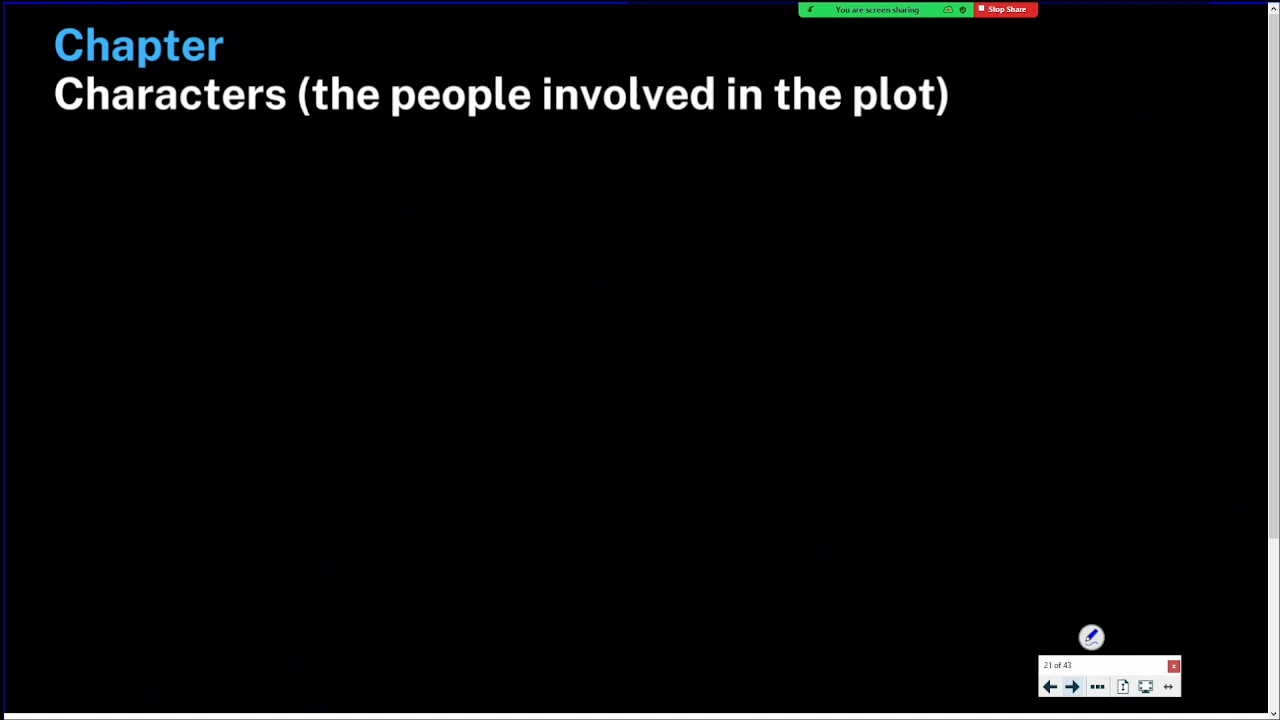 You are screen sharing
Stop Share
Chapter
Characters (the people involved in the plot)
21 of 43